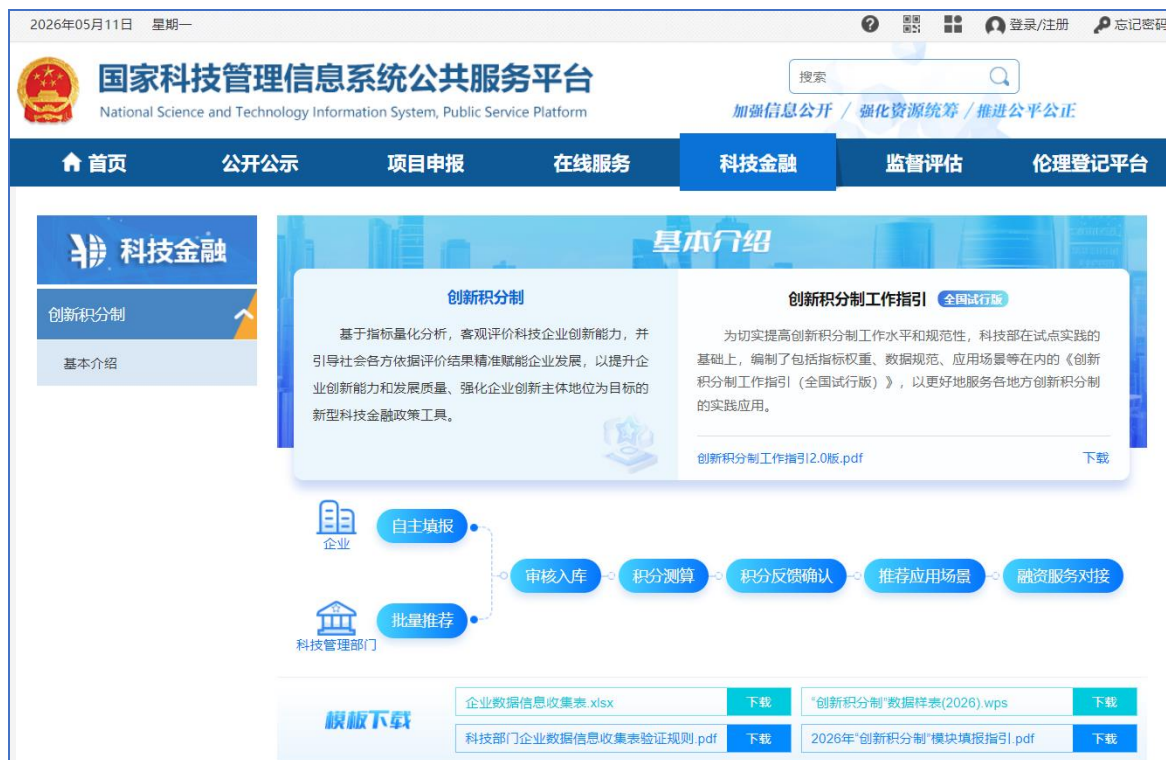 2026年05月11日 星期一
登录/注册
忘记密码
国家科技管理信息系统公共服务平台
National Science and Technology Information System, Public Service Platform
搜索
加强信息公开 / 强化资源统筹 / 推进公平公正
首页 公开公示 项目申报 在线服务 科技金融 监督评估 伦理登记平台
科技金融
创新积分制
基本介绍
基本介绍
创新积分制
基于指标量化分析，客观评价科技企业创新能力，并
引导社会各方依据评价结果精准赋能企业发展，以提升企
业创新能力和发展质量、强化企业创新主体地位为目标的
新型科技金融政策工具。
创新积分制工作指引 全国试行版
为切实提高创新积分制工作水平和规范性，科技部在试点实践的
基础上，编制了包括指标权重、数据规范、应用场景等在内的《创新
积分制工作指引（全国试行版）》，以更好地服务各地方创新积分制
的实践应用。
创新积分制工作指引2.0版.pdf 下载
企业
自主填报
审核入库
积分测算
积分反馈确认
推荐应用场景
融资服务对接
科技管理部门
批量推荐
模板下载
企业数据信息收集表.xlsx 下载
"创新积分制"数据样表(2026).wps 下载
科技部门企业数据信息收集表验证规则.pdf 下载
2026年"创新积分制"模块填报指引.pdf 下载